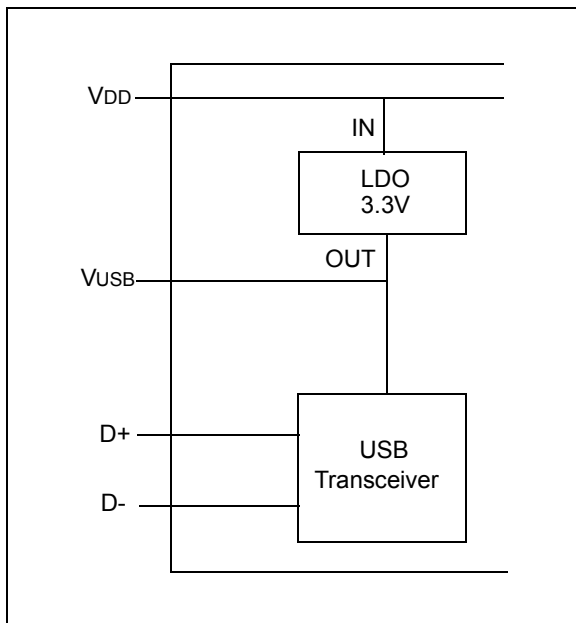 VDD
IN
LDO
3.3V
OUT
VUSB
D+
USB
Transceiver
D-